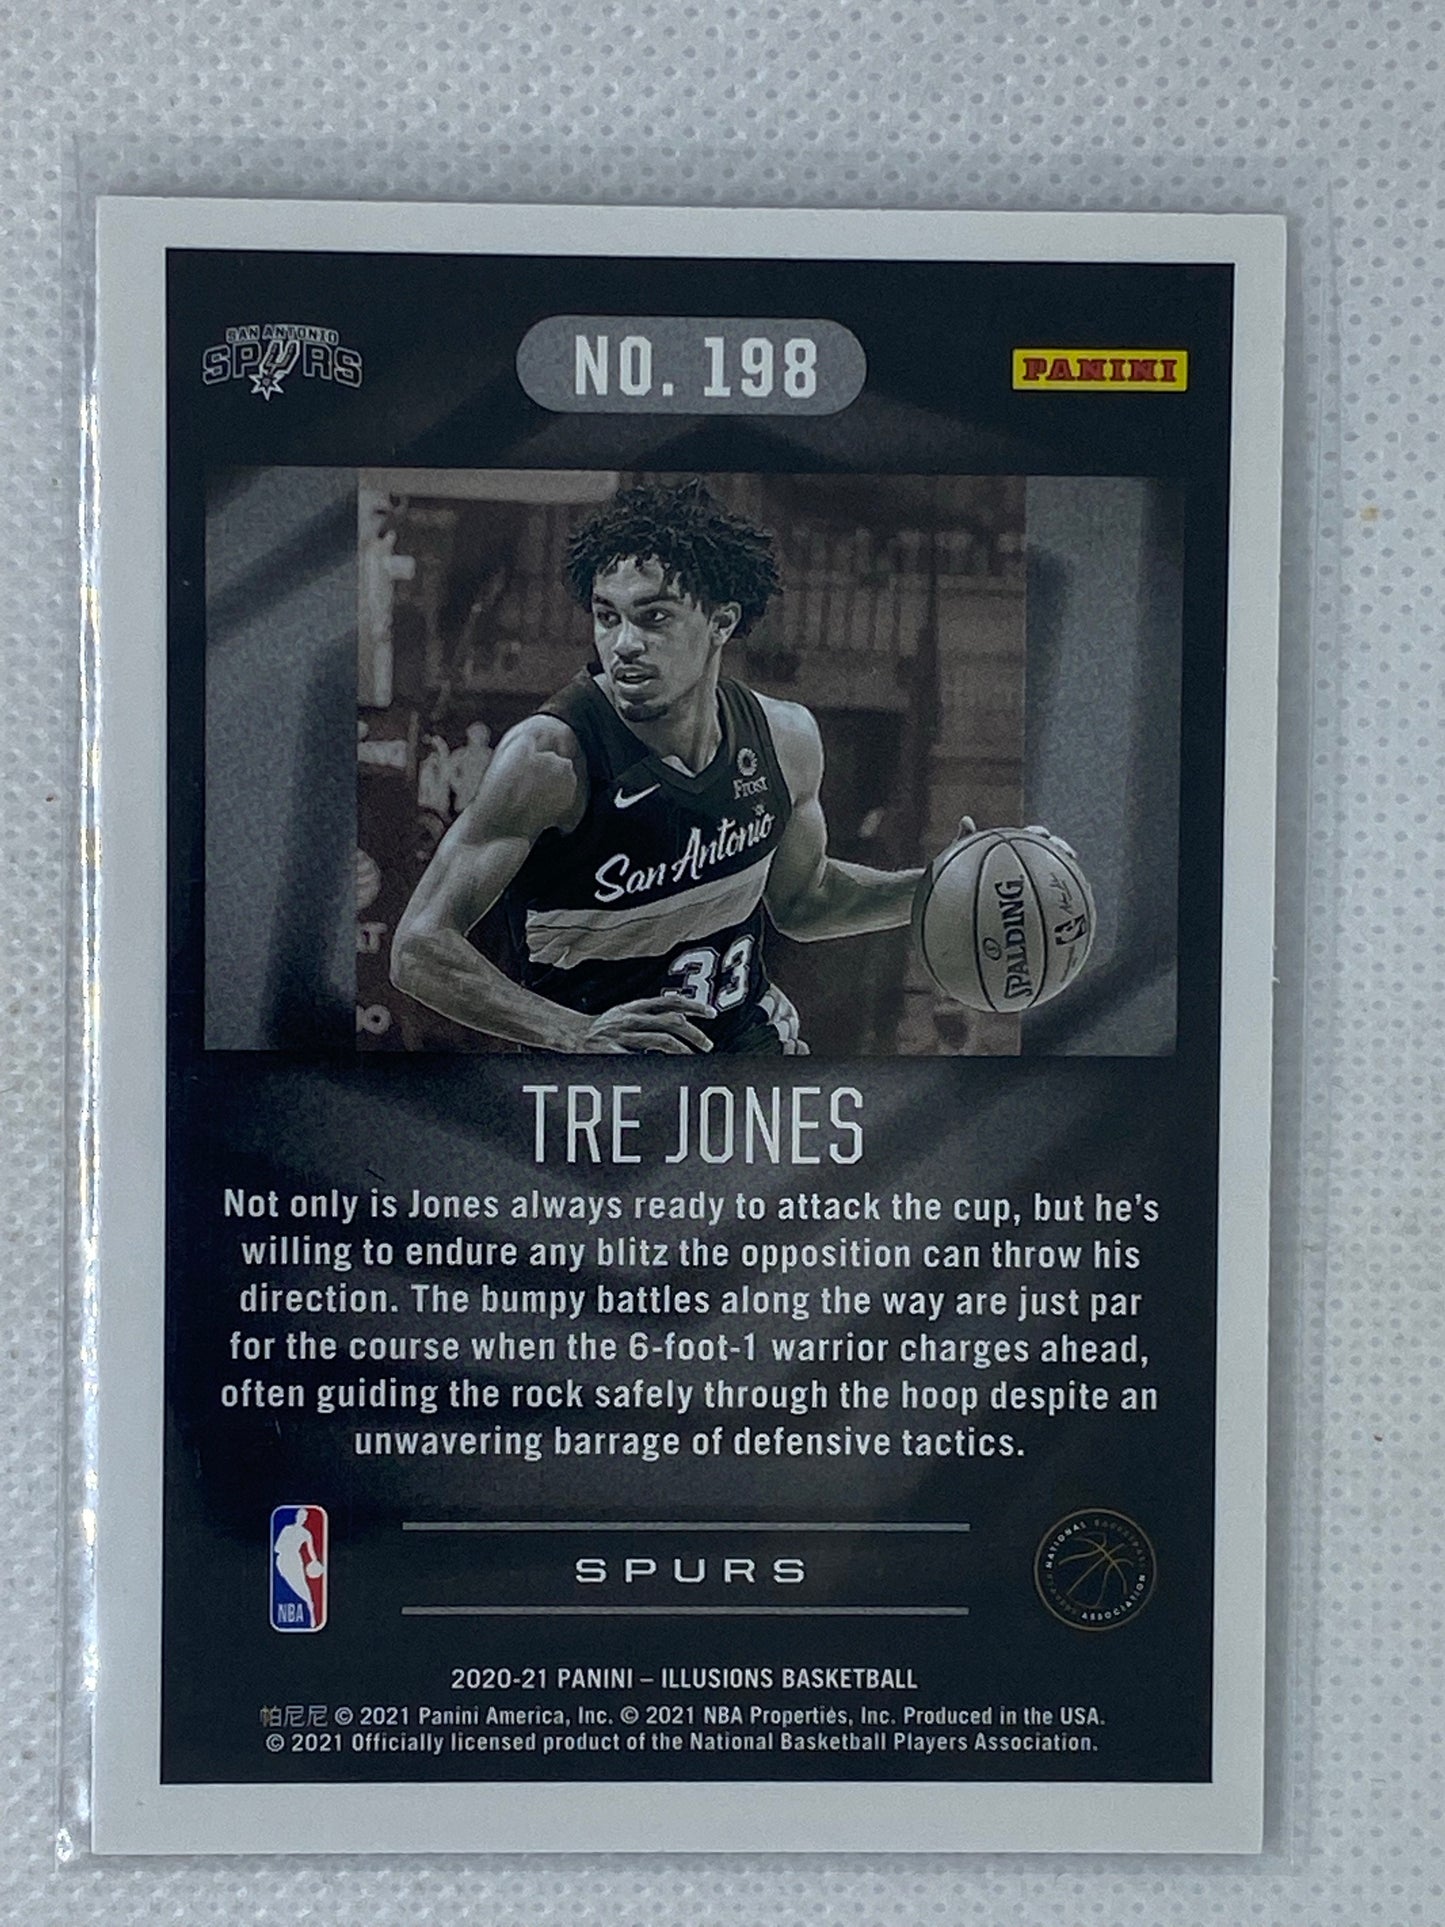 SAN ANTONIO
SPURS
NO. 198
PANINI
Frost
San Antonio
33
SPALDING
TRE JONES
Not only is Jones always ready to attack the cup, but he's
willing to endure any blitz the opposition can throw his
direction. The bumpy battles along the way are just par
for the course when the 6-foot-1 warrior charges ahead,
often guiding the rock safely through the hoop despite an
unwavering barrage of defensive tactics.
NBA
SPURS
NATIONAL BASKETBALL PLAYERS ASSOCIATION
2020-21 PANINI – ILLUSIONS BASKETBALL
帕尼尼 © 2021 Panini America, Inc. © 2021 NBA Properties, Inc. Produced in the USA.
© 2021 Officially licensed product of the National Basketball Players Association.